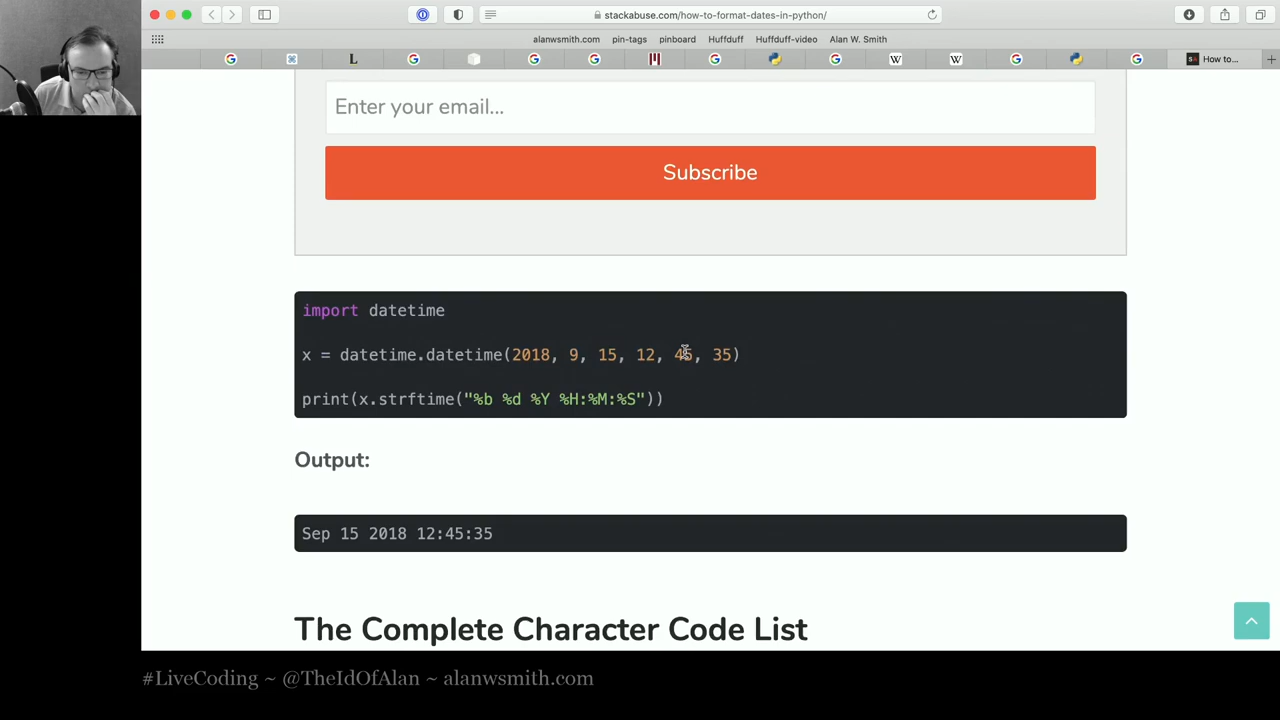 stackabuse.com/how-to-format-dates-in-python/
alanwsmith.com pin-tags pinboard Huffduff Huffduff-video Alan W. Smith
How to...
Enter your email...
Subscribe
import datetime
x = datetime.datetime(2018, 9, 15, 12, 45, 35)
print(x.strftime("%b %d %Y %H:%M:%S"))
Output:
Sep 15 2018 12:45:35
The Complete Character Code List
#LiveCoding ~ @TheIdOfAlan ~ alanwsmith.com